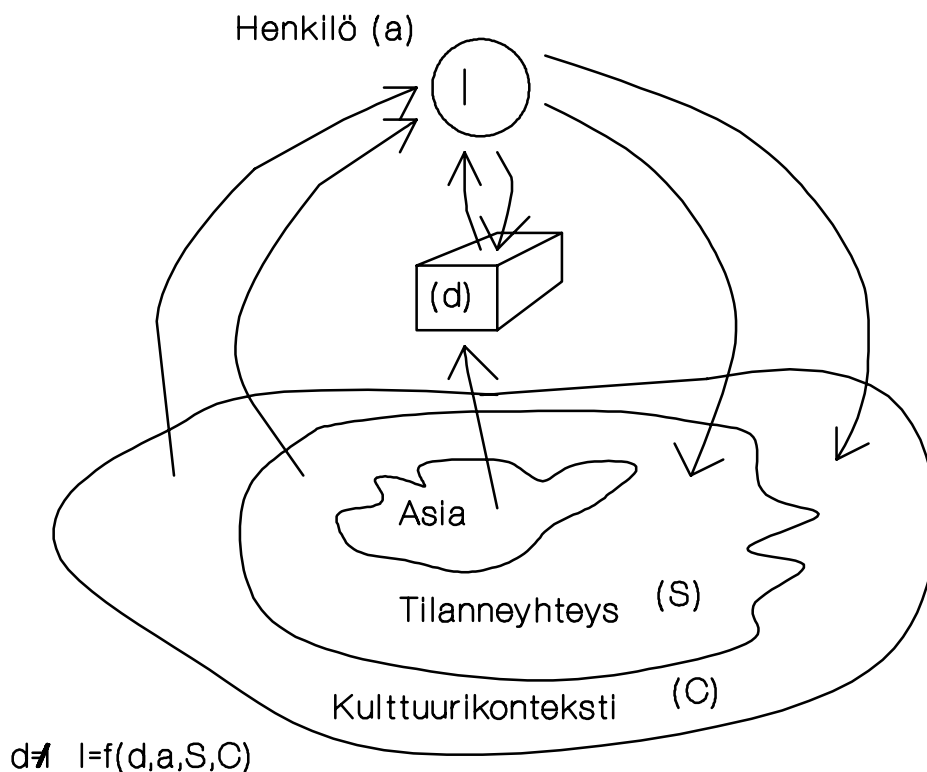 Henkilö (a)
I
(d)
Asia
Tilanneyhteys (S)
Kulttuurikonteksti (C)
d≠I I=f(d,a,S,C)